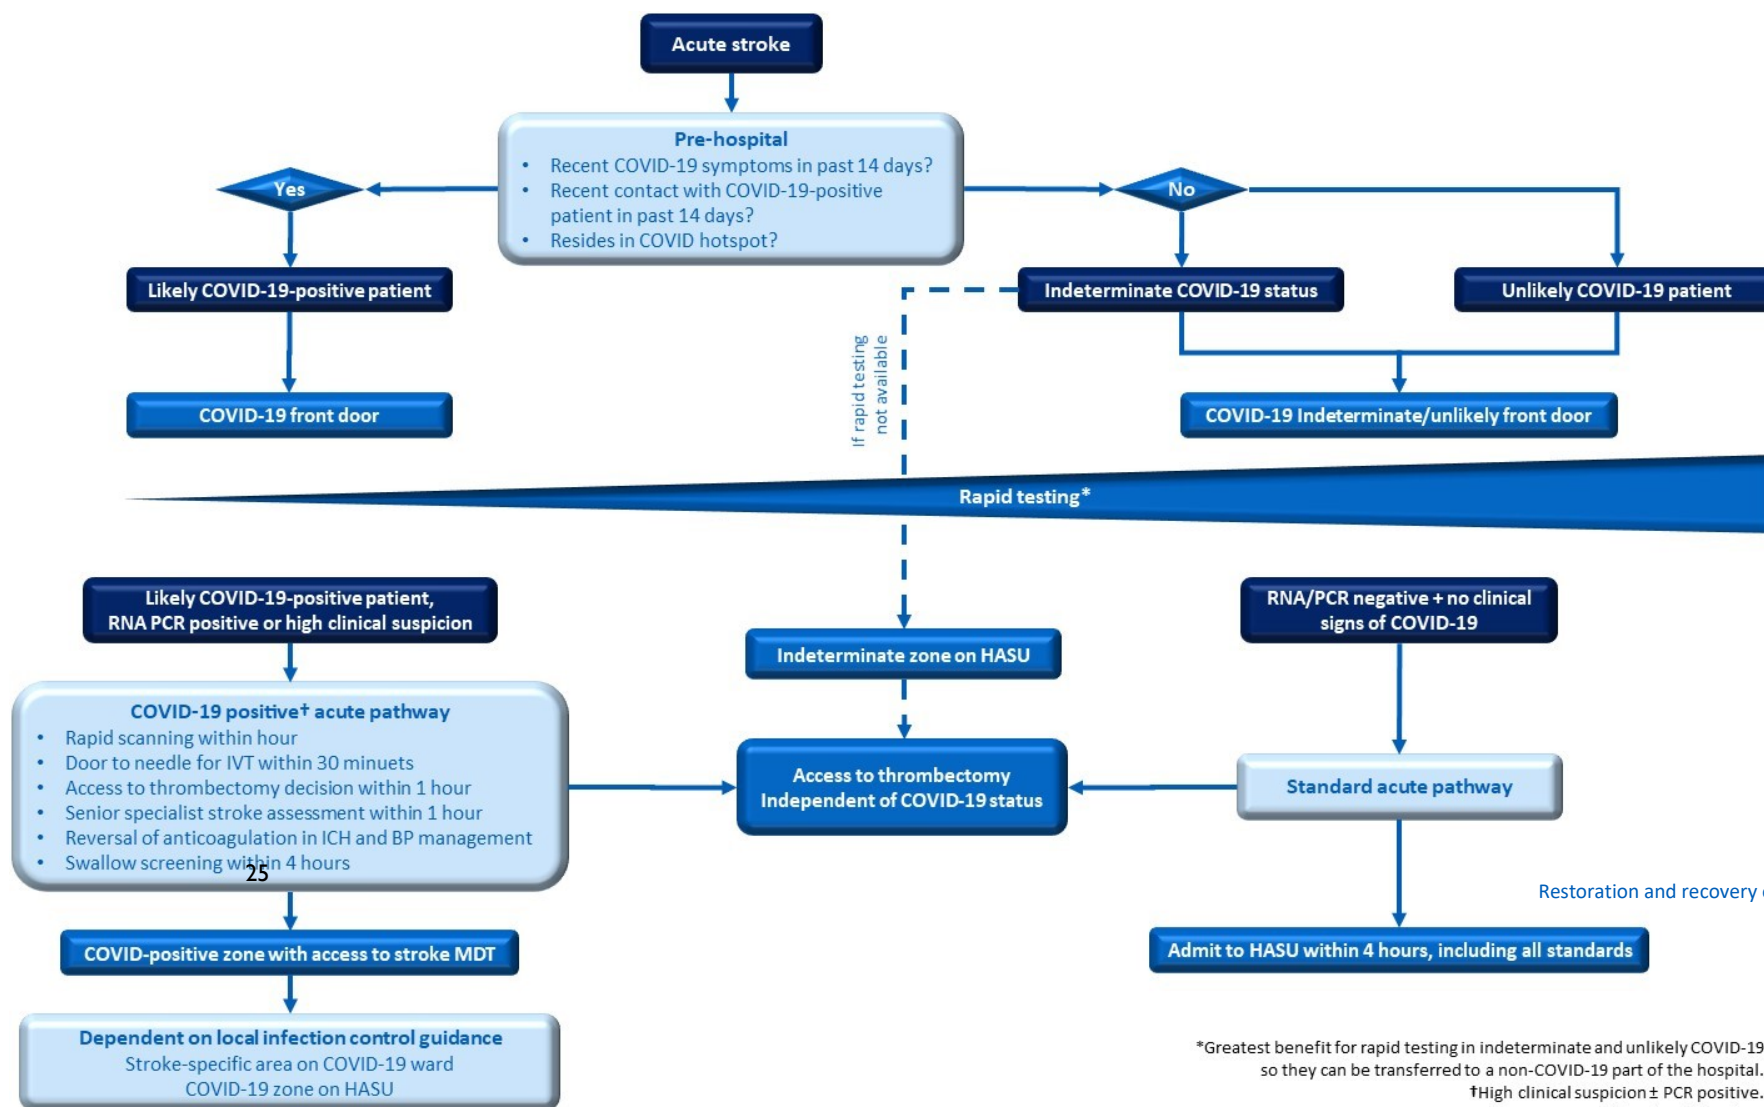 Acute stroke
Pre-hospital
• Recent COVID-19 symptoms in past 14 days?
• Recent contact with COVID-19-positive
patient in past 14 days?
• Resides in COVID hotspot?
Yes
No
Likely COVID-19-positive patient
Indeterminate COVID-19 status
Unlikely COVID-19 patient
If rapid testing
not available
COVID-19 front door
COVID-19 Indeterminate/unlikely front door
Rapid testing*
Likely COVID-19-positive patient,
RNA PCR positive or high clinical suspicion
RNA/PCR negative + no clinical
signs of COVID-19
Indeterminate zone on HASU
COVID-19 positive† acute pathway
• Rapid scanning within hour
• Door to needle for IVT within 30 minuets
• Access to thrombectomy decision within 1 hour
• Senior specialist stroke assessment within 1 hour
• Reversal of anticoagulation in ICH and BP management
• Swallow screening within 4 hours
25
Access to thrombectomy
Independent of COVID-19 status
Standard acute pathway
Restoration and recovery
COVID-positive zone with access to stroke MDT
Admit to HASU within 4 hours, including all standards
Dependent on local infection control guidance
Stroke-specific area on COVID-19 ward
COVID-19 zone on HASU
*Greatest benefit for rapid testing in indeterminate and unlikely COVID-19
so they can be transferred to a non-COVID-19 part of the hospital.
†High clinical suspicion ± PCR positive.